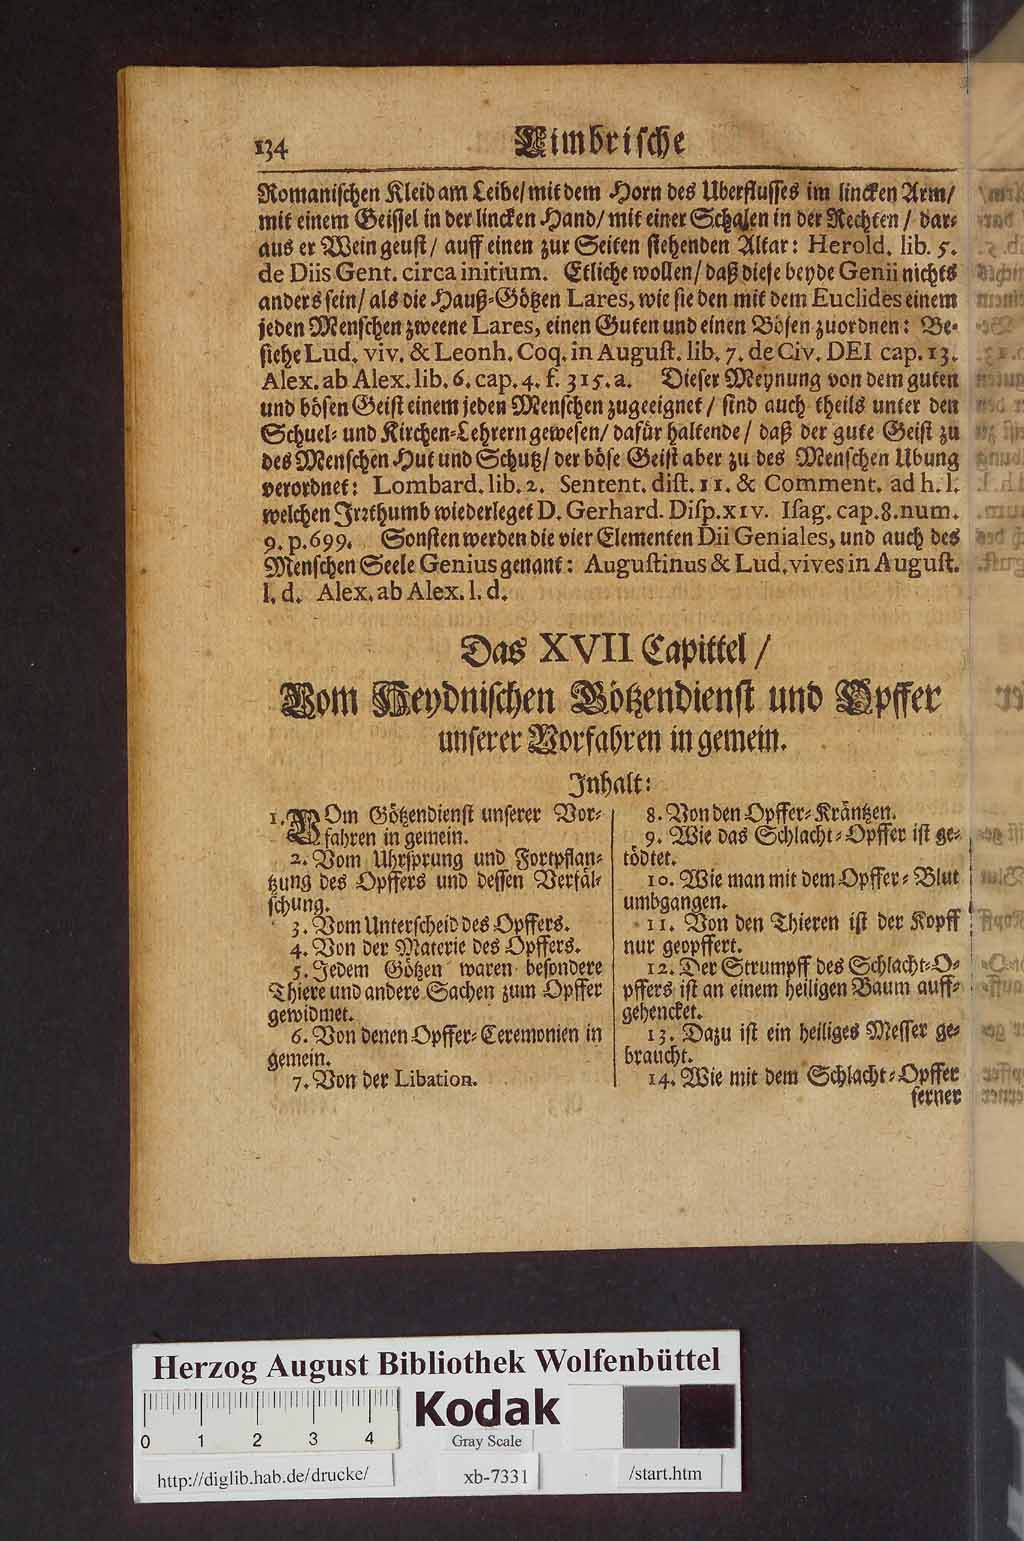 134 Cimbrische
Romanischen Kleid am Leibe/ mit dem Horn des Uberflusses im lincken Arm/
mit einem Geissel in der lincken Hand/ mit einer Schalen in der Rechten / dar⸗
aus er Wein geust/ auff einen zur Seiten stehenden Altar: Herold. lib. 5.
de Diis Gent. circa initium. Etliche wollen/ daß diese beyde Genii nichts
anders sein/ als die Hauß⸗Götzen Lares, wie sie den mit dem Euclides einem
jeden Menschen zweene Lares, einen Guten und einen Bösen zuordnen: Be⸗
siehe Lud. viv. & Leonh. Coq. in August. lib. 7. de Civ. DEI cap. 13.
Alex. ab Alex. lib. 6. cap. 4. f. 315. a. Dieser Meynung von dem guten
und bösen Geist einem jeden Menschen zugeeignet / sind auch theils unter den
Schuel⸗ und Kirchen⸗Lehrern gewesen/ dafür haltende/ daß der gute Geist zu
des Menschen Hut und Schutz/ der böse Geist aber zu des Menschen Ubung
verordnet: Lombard. lib. 2. Sentent. dist. 11. & Comment. ad h. l.
welchen Irrthumb wiederleget D. Gerhard. Disp. XIV. Isag. cap. 8. num.
9. p. 699. Sonsten werden die vier Elementen Dii Geniales, und auch des
Menschen Seele Genius genant: Augustinus & Lud. vives in August.
l. d. Alex. ab Alex. l. d.
Das XVII Capittel /
Vom Heydnischen Götzendienst und Opffer
unserer Vorfahren in gemein.
Inhalt:
1. VOm Götzendienst unserer Vor⸗
fahren in gemein.
2. Vom Uhrsprung und Fortpflan⸗
tzung des Opffers und dessen Verfäl⸗
schung.
3. Vom Unterscheid des Opffers.
4. Von der Materie des Opffers.
5. Jedem Götzen waren besondere
Thiere und andere Sachen zum Opffer
gewidmet.
6. Von denen Opffer⸗Ceremonien in
gemein.
7. Von der Libation.
8. Von den Opffer⸗Kräntzen.
9. Wie das Schlacht⸗Opffer ist ge⸗
tödtet.
10. Wie man mit dem Opffer⸗Blut
umbgangen.
11. Von den Thieren ist der Kopff
nur geopffert.
12. Der Strumpff des Schlacht⸗O⸗
pffers ist an einem heiligen Baum auff⸗
gehencket.
13. Dazu ist ein heiliges Messer ge⸗
braucht.
14. Wie mit dem Schlacht⸗Opffer
ferner
Herzog August Bibliothek Wolfenbüttel
0 1 2 3 4
Kodak
Gray Scale
http://diglib.hab.de/drucke/ xb-7331 /start.htm